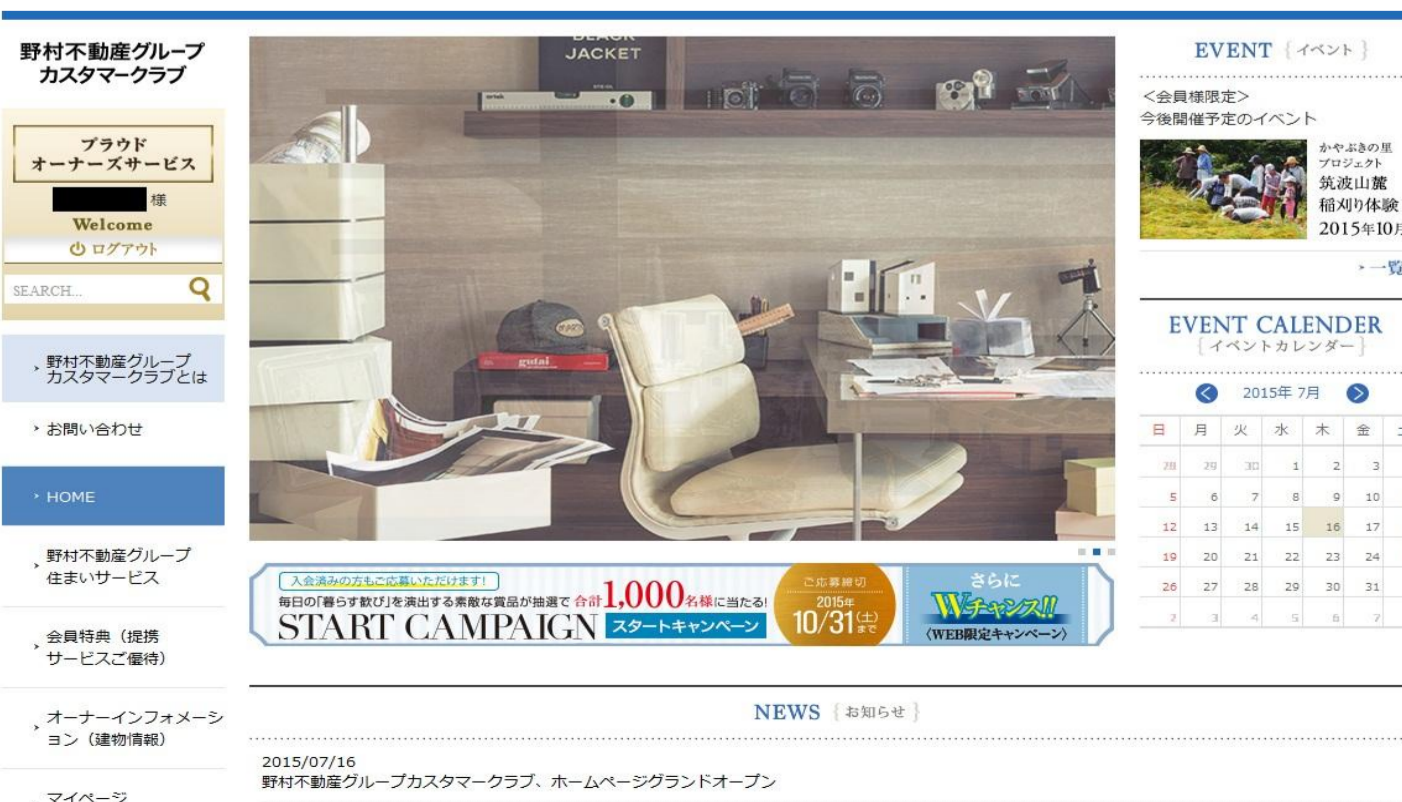 野村不動産グループ
カスタマークラブ
プラウド
オーナーズサービス
様
Welcome
ログアウト
SEARCH...
野村不動産グループ
カスタマークラブとは
お問い合わせ
HOME
野村不動産グループ
住まいサービス
会員特典（提携
サービスご優待）
オーナーインフォメーシ
ョン（建物情報）
マイページ
BLACK
JACKET
gutai
入会済みの方もご応募いただけます!
毎日の「暮らす歓び」を演出する素敵な賞品が抽選で 合計1,000名様に当たる!
START CAMPAIGN スタートキャンペーン
ご応募締切
2015年
10/31(土)まで
さらに
Wチャンス!!
〈WEB限定キャンペーン〉
NEWS { お知らせ }
2015/07/16
野村不動産グループカスタマークラブ、ホームページグランドオープン
EVENT { イベント }
＜会員様限定＞
今後開催予定のイベント
かやぶきの里
プロジェクト
筑波山麓
稲刈り体験
2015年10月
一覧
EVENT CALENDER
{ イベントカレンダー }
2015年 7月
日 月 火 水 木 金 土
28 29 30 1 2 3
5 6 7 8 9 10
12 13 14 15 16 17
19 20 21 22 23 24
26 27 28 29 30 31
2 3 4 5 6 7